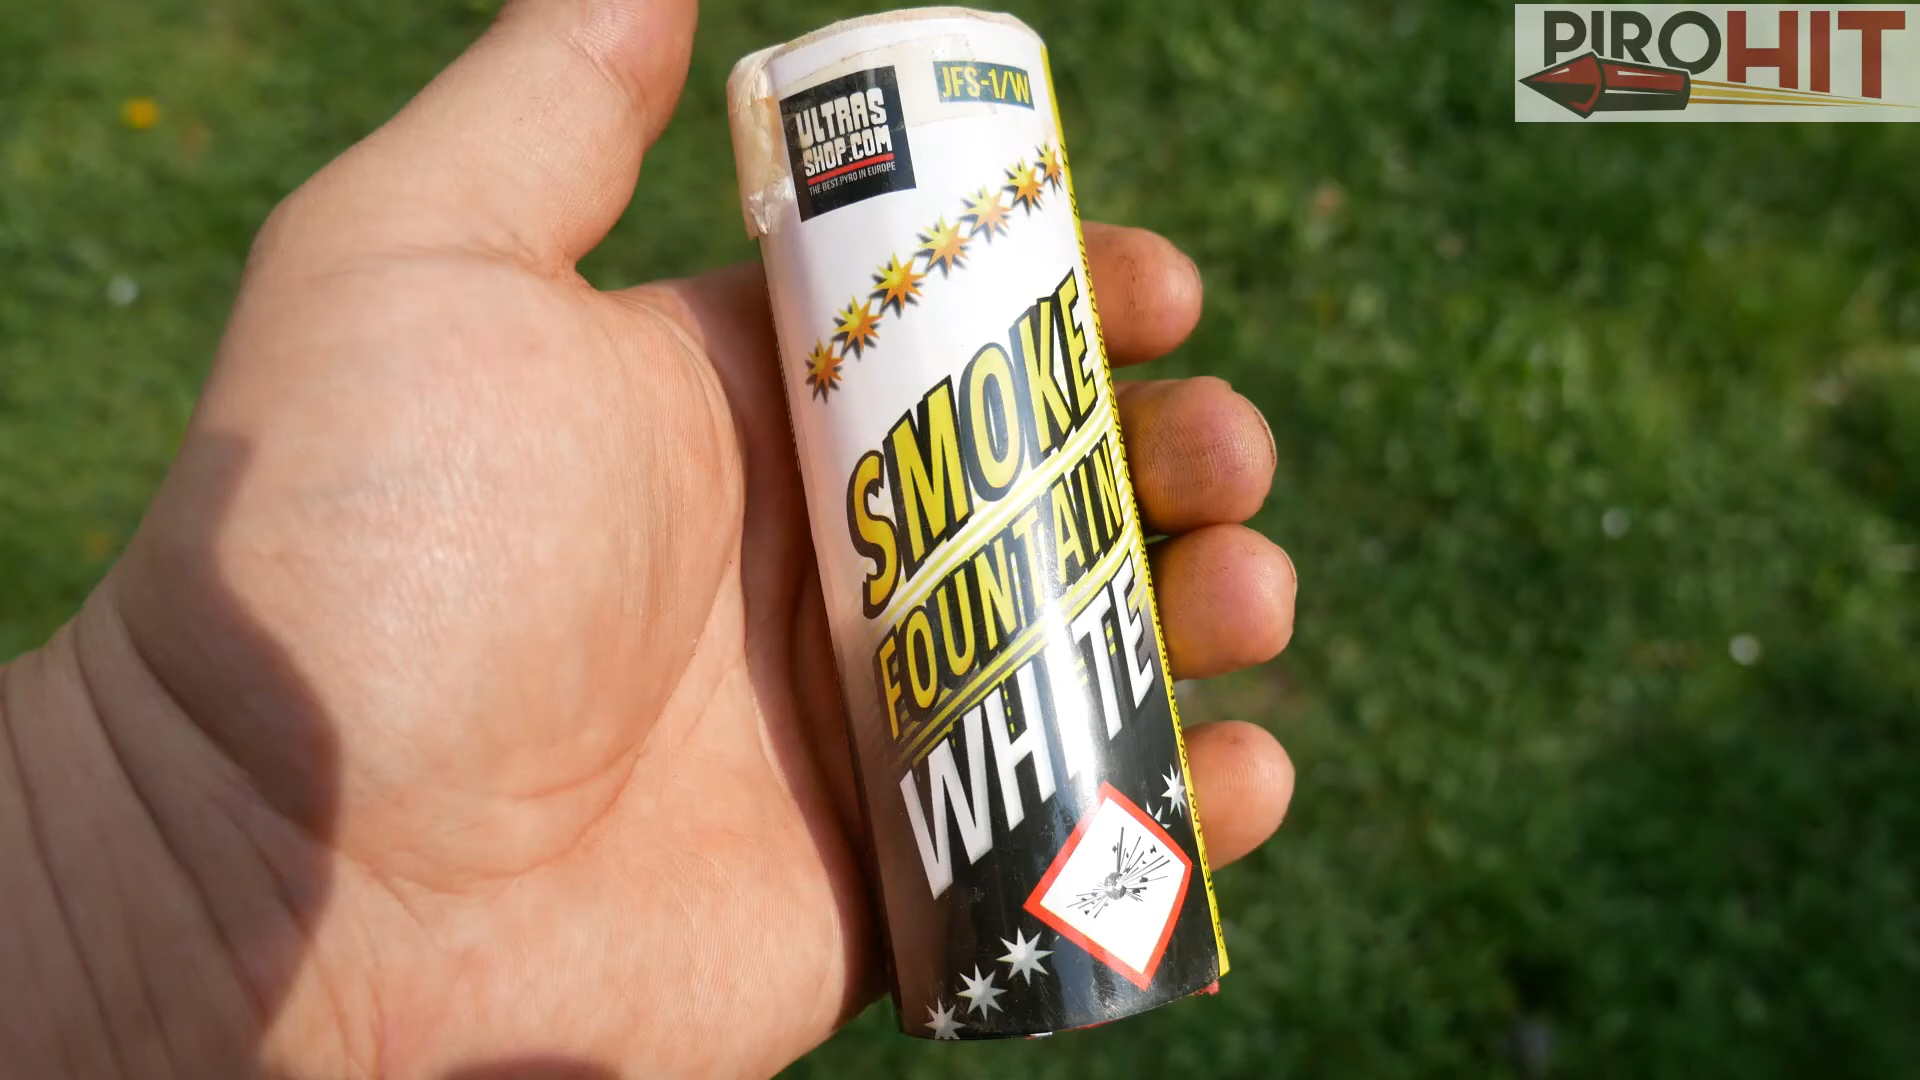 PIROHIT
ULTRAS
SHOP.COM
THE BEST PYRO IN EUROPE
JFS-1/W
SMOKE
FOUNTAIN
WHITE